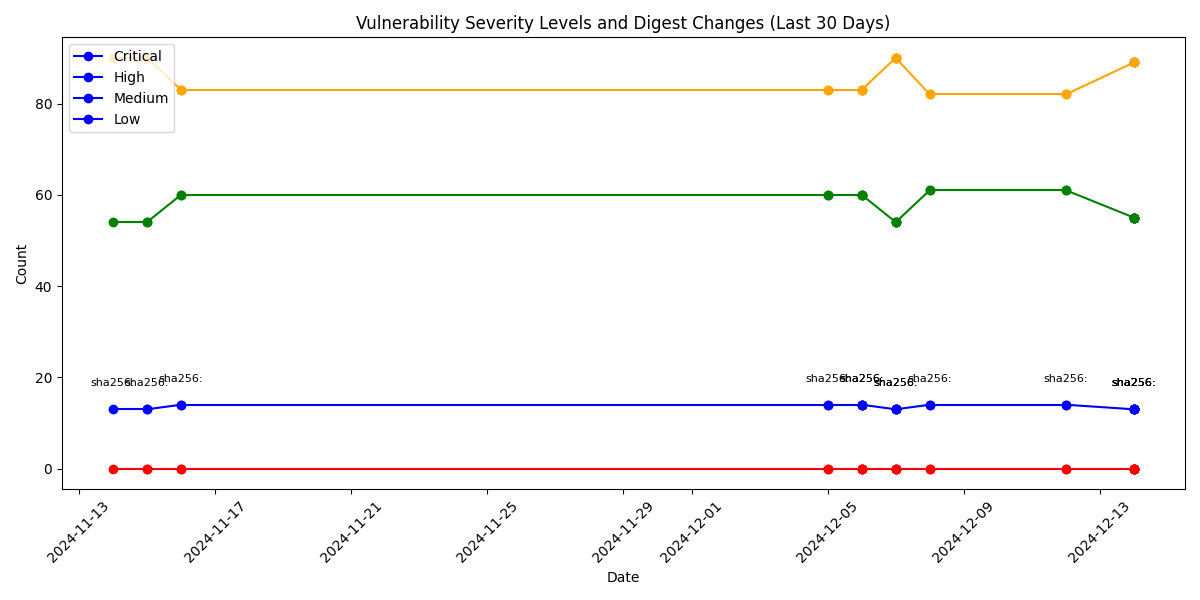 Vulnerability Severity Levels and Digest Changes (Last 30 Days)
Critical
High
Medium
Low
80
60
40
20
0
Count
sha256:
sha256:
sha256:
sha256:
sha256:
sha256:
sha256:
sha256:
sha256:
2024-11-13
2024-11-17
2024-11-21
2024-11-25
2024-11-29
2024-12-01
2024-12-05
2024-12-09
2024-12-13
Date